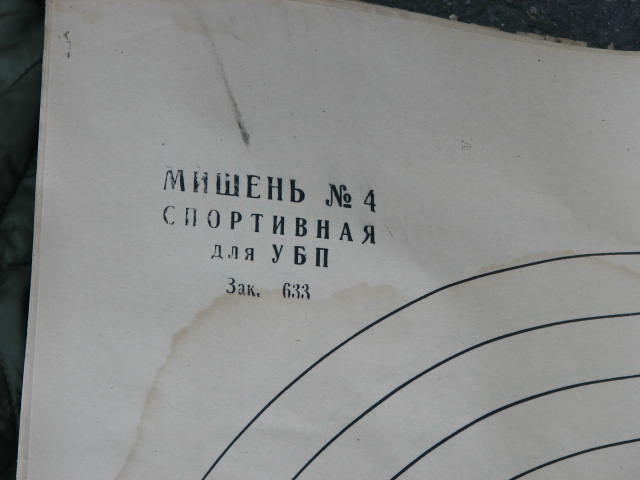 МИШЕНЬ № 4
СПОРТИВНАЯ
для УБП
Зак. 633